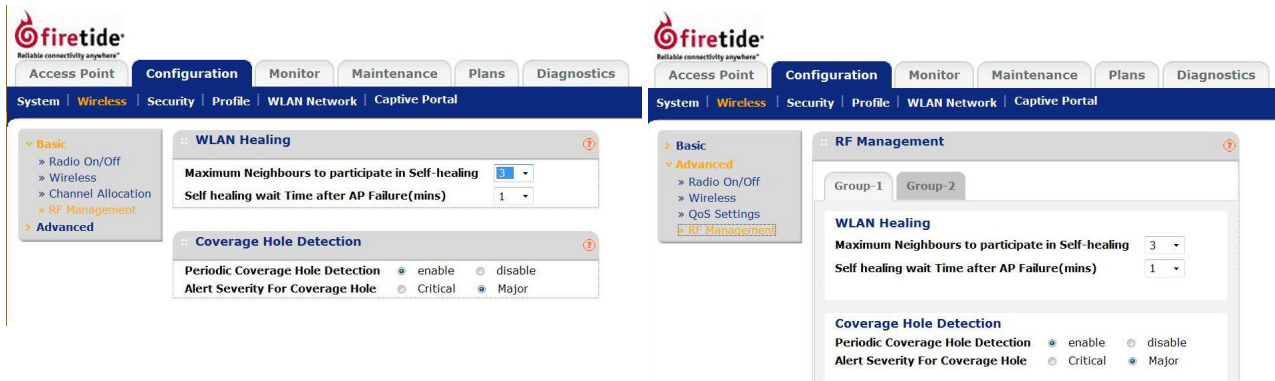 firetide
Reliable connectivity anywhere™
Access Point Configuration Monitor Maintenance Plans Diagnostics
System Wireless Security Profile WLAN Network Captive Portal
Basic
» Radio On/Off
» Wireless
» Channel Allocation
» RF Management
Advanced
WLAN Healing
?
Maximum Neighbours to participate in Self-healing 3
Self healing wait Time after AP Failure(mins) 1
Coverage Hole Detection
?
Periodic Coverage Hole Detection enable disable
Alert Severity For Coverage Hole Critical Major
firetide
Reliable connectivity anywhere™
Access Point Configuration Monitor Maintenance Plans Diagnostics
System Wireless Security Profile WLAN Network Captive Portal
Basic
Advanced
» Radio On/Off
» Wireless
» QoS Settings
» RF Management
RF Management
?
Group-1 Group-2
WLAN Healing
Maximum Neighbours to participate in Self-healing 3
Self healing wait Time after AP Failure(mins) 1
Coverage Hole Detection
Periodic Coverage Hole Detection enable disable
Alert Severity For Coverage Hole Critical Major